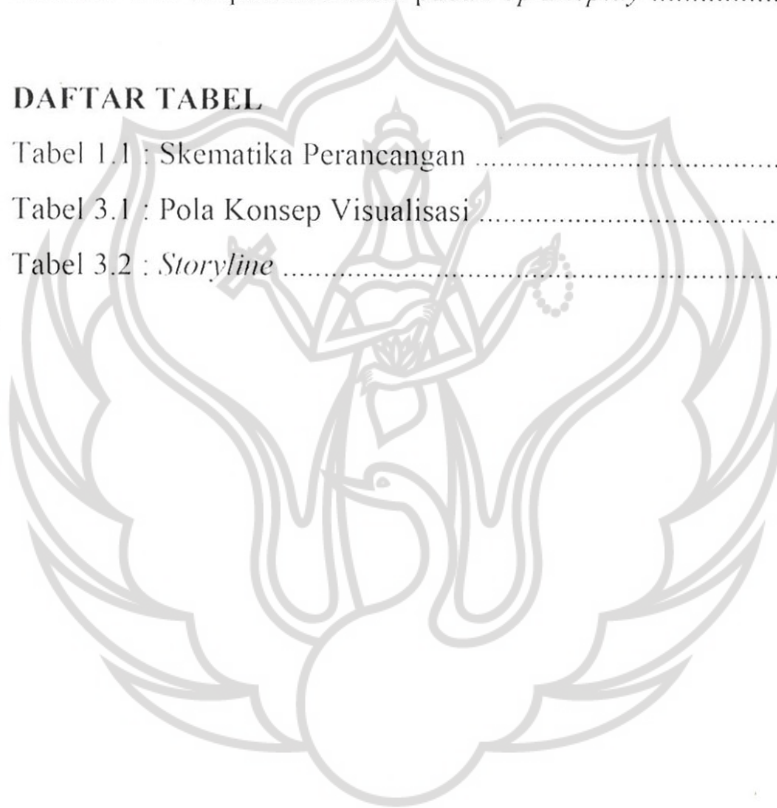 DAFTAR TABEL
Tabel 1.1 : Skematika Perancangan ........................................
Tabel 3.1 : Pola Konsep Visualisasi ........................................
Tabel 3.2 : Storyline ....................................................................